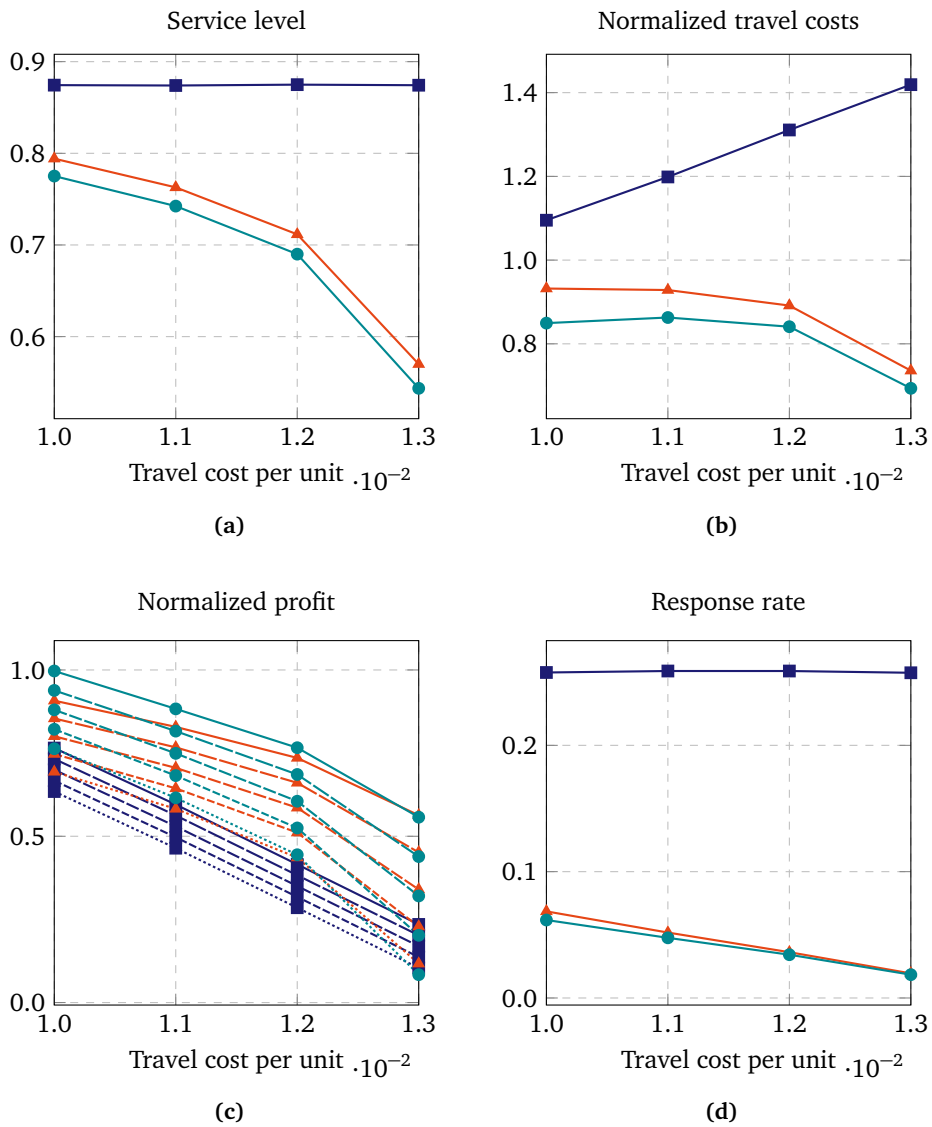 Service level
0.9
0.8
0.7
0.6
1.0 1.1 1.2 1.3
Travel cost per unit ·10⁻²
(a)
Normalized travel costs
1.4
1.2
1.0
0.8
1.0 1.1 1.2 1.3
Travel cost per unit ·10⁻²
(b)
Normalized profit
1.0
0.5
0.0
1.0 1.1 1.2 1.3
Travel cost per unit ·10⁻²
(c)
Response rate
0.2
0.1
0.0
1.0 1.1 1.2 1.3
Travel cost per unit ·10⁻²
(d)